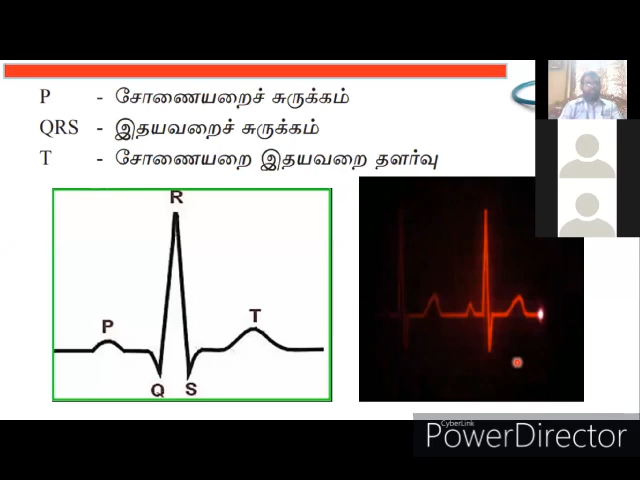 P - சோணையறைச் சுருக்கம்
QRS - இதயவறைச் சுருக்கம்
T - சோணையறை இதயவறை தளர்வு
R
P
T
Q S
CyberLink
PowerDirector